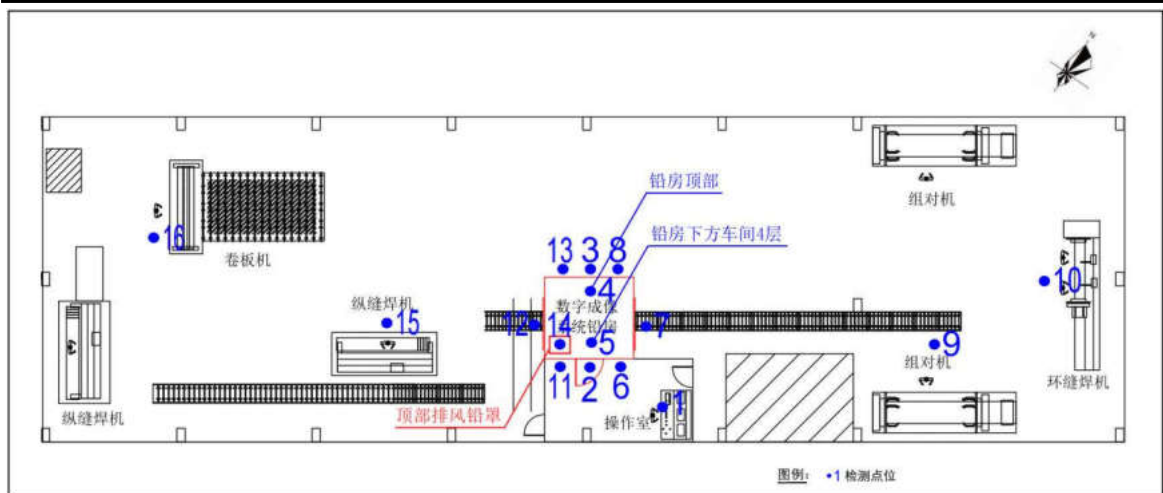 N
铅房顶部
组对机
铅房下方车间4层
16
卷板机
13
3
8
10
4
纵缝焊机
数字成像
15
12
14
系统铅房
7
5
9
组对机
11
2
6
环缝焊机
1
纵缝焊机
顶部排风铅罩
操作室
图例: •1 检测点位